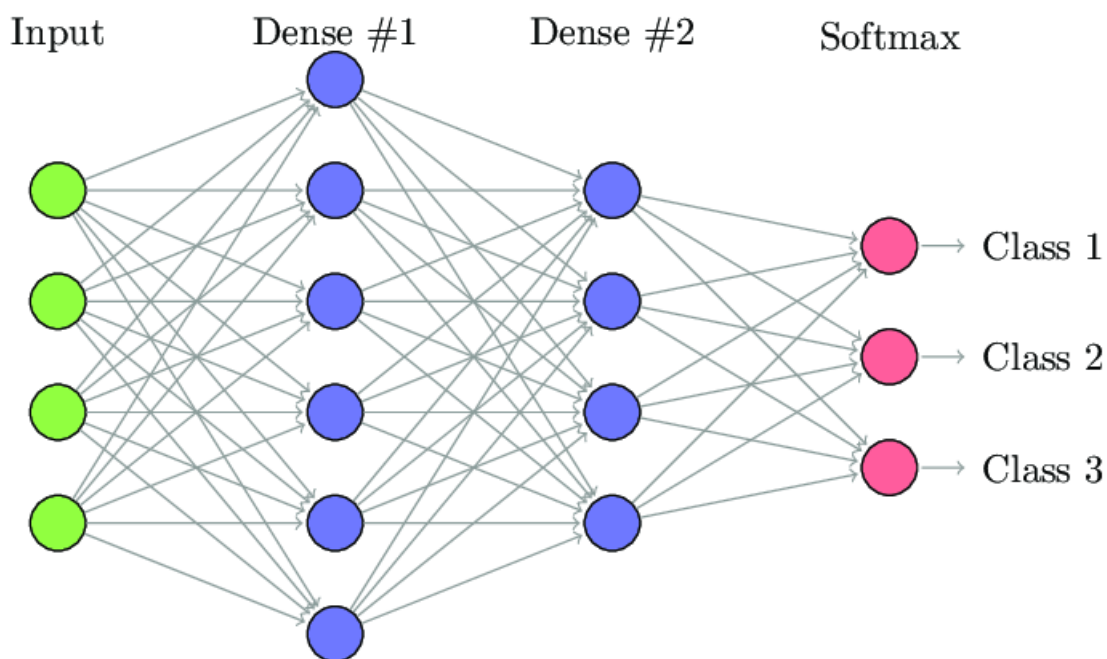 Input
Dense #1
Dense #2
Softmax
Class 1
Class 2
Class 3